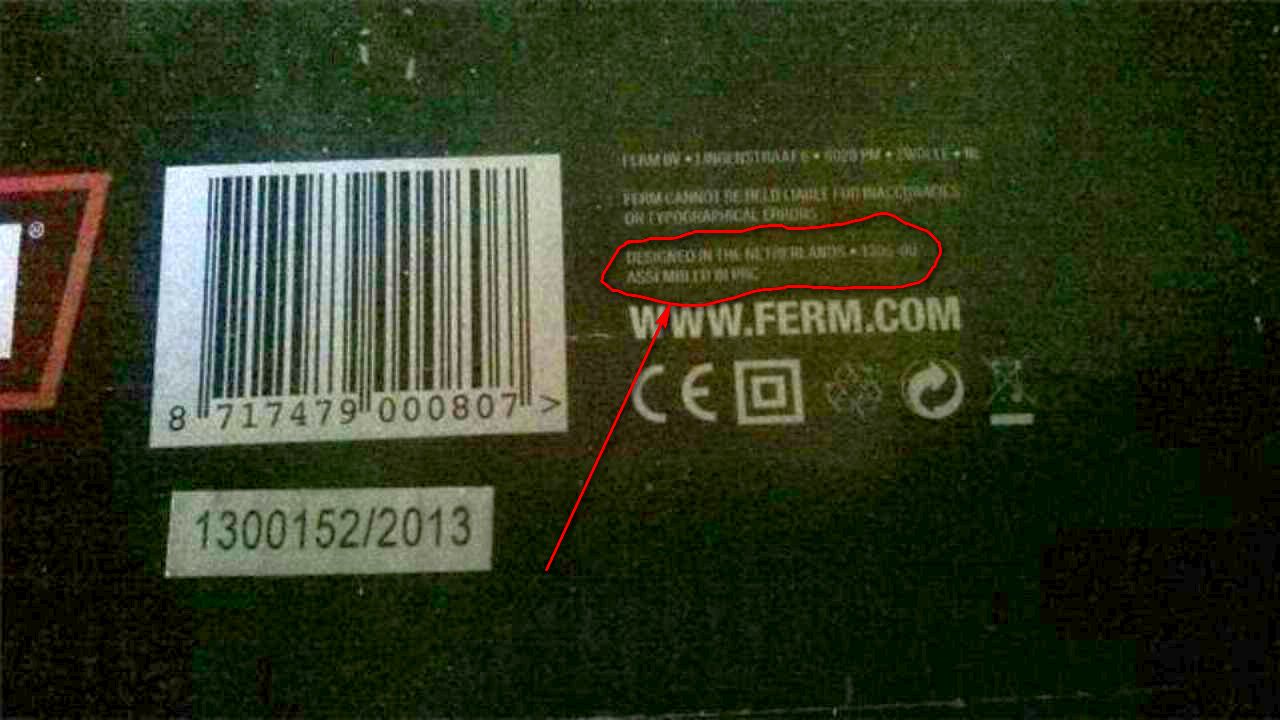 ®
FERM BV • LINGENSTRAAT 6 • 8028 PM • ZWOLLE • NL
FERM CANNOT BE HELD LIABLE FOR INACCURACIES
OR TYPOGRAPHICAL ERRORS
DESIGNED IN THE NETHERLANDS •
ASSEMBLED IN PRC
WWW.FERM.COM
CE
8 717479 000807 >
1300152/2013